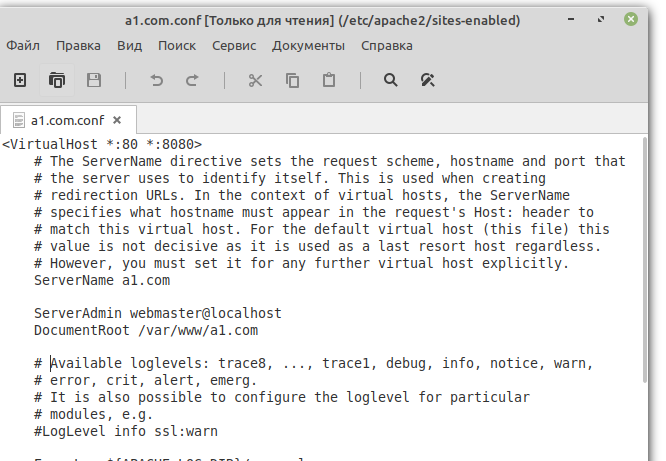 a1.com.conf [Только для чтения] (/etc/apache2/sites-enabled)
Файл Правка Вид Поиск Сервис Документы Справка
a1.com.conf
<VirtualHost *:80 *:8080>
# The ServerName directive sets the request scheme, hostname and port that
# the server uses to identify itself. This is used when creating
# redirection URLs. In the context of virtual hosts, the ServerName
# specifies what hostname must appear in the request's Host: header to
# match this virtual host. For the default virtual host (this file) this
# value is not decisive as it is used as a last resort host regardless.
# However, you must set it for any further virtual host explicitly.
ServerName a1.com
ServerAdmin webmaster@localhost
DocumentRoot /var/www/a1.com
# Available loglevels: trace8, ..., trace1, debug, info, notice, warn,
# error, crit, alert, emerg.
# It is also possible to configure the loglevel for particular
# modules, e.g.
#LogLevel info ssl:warn